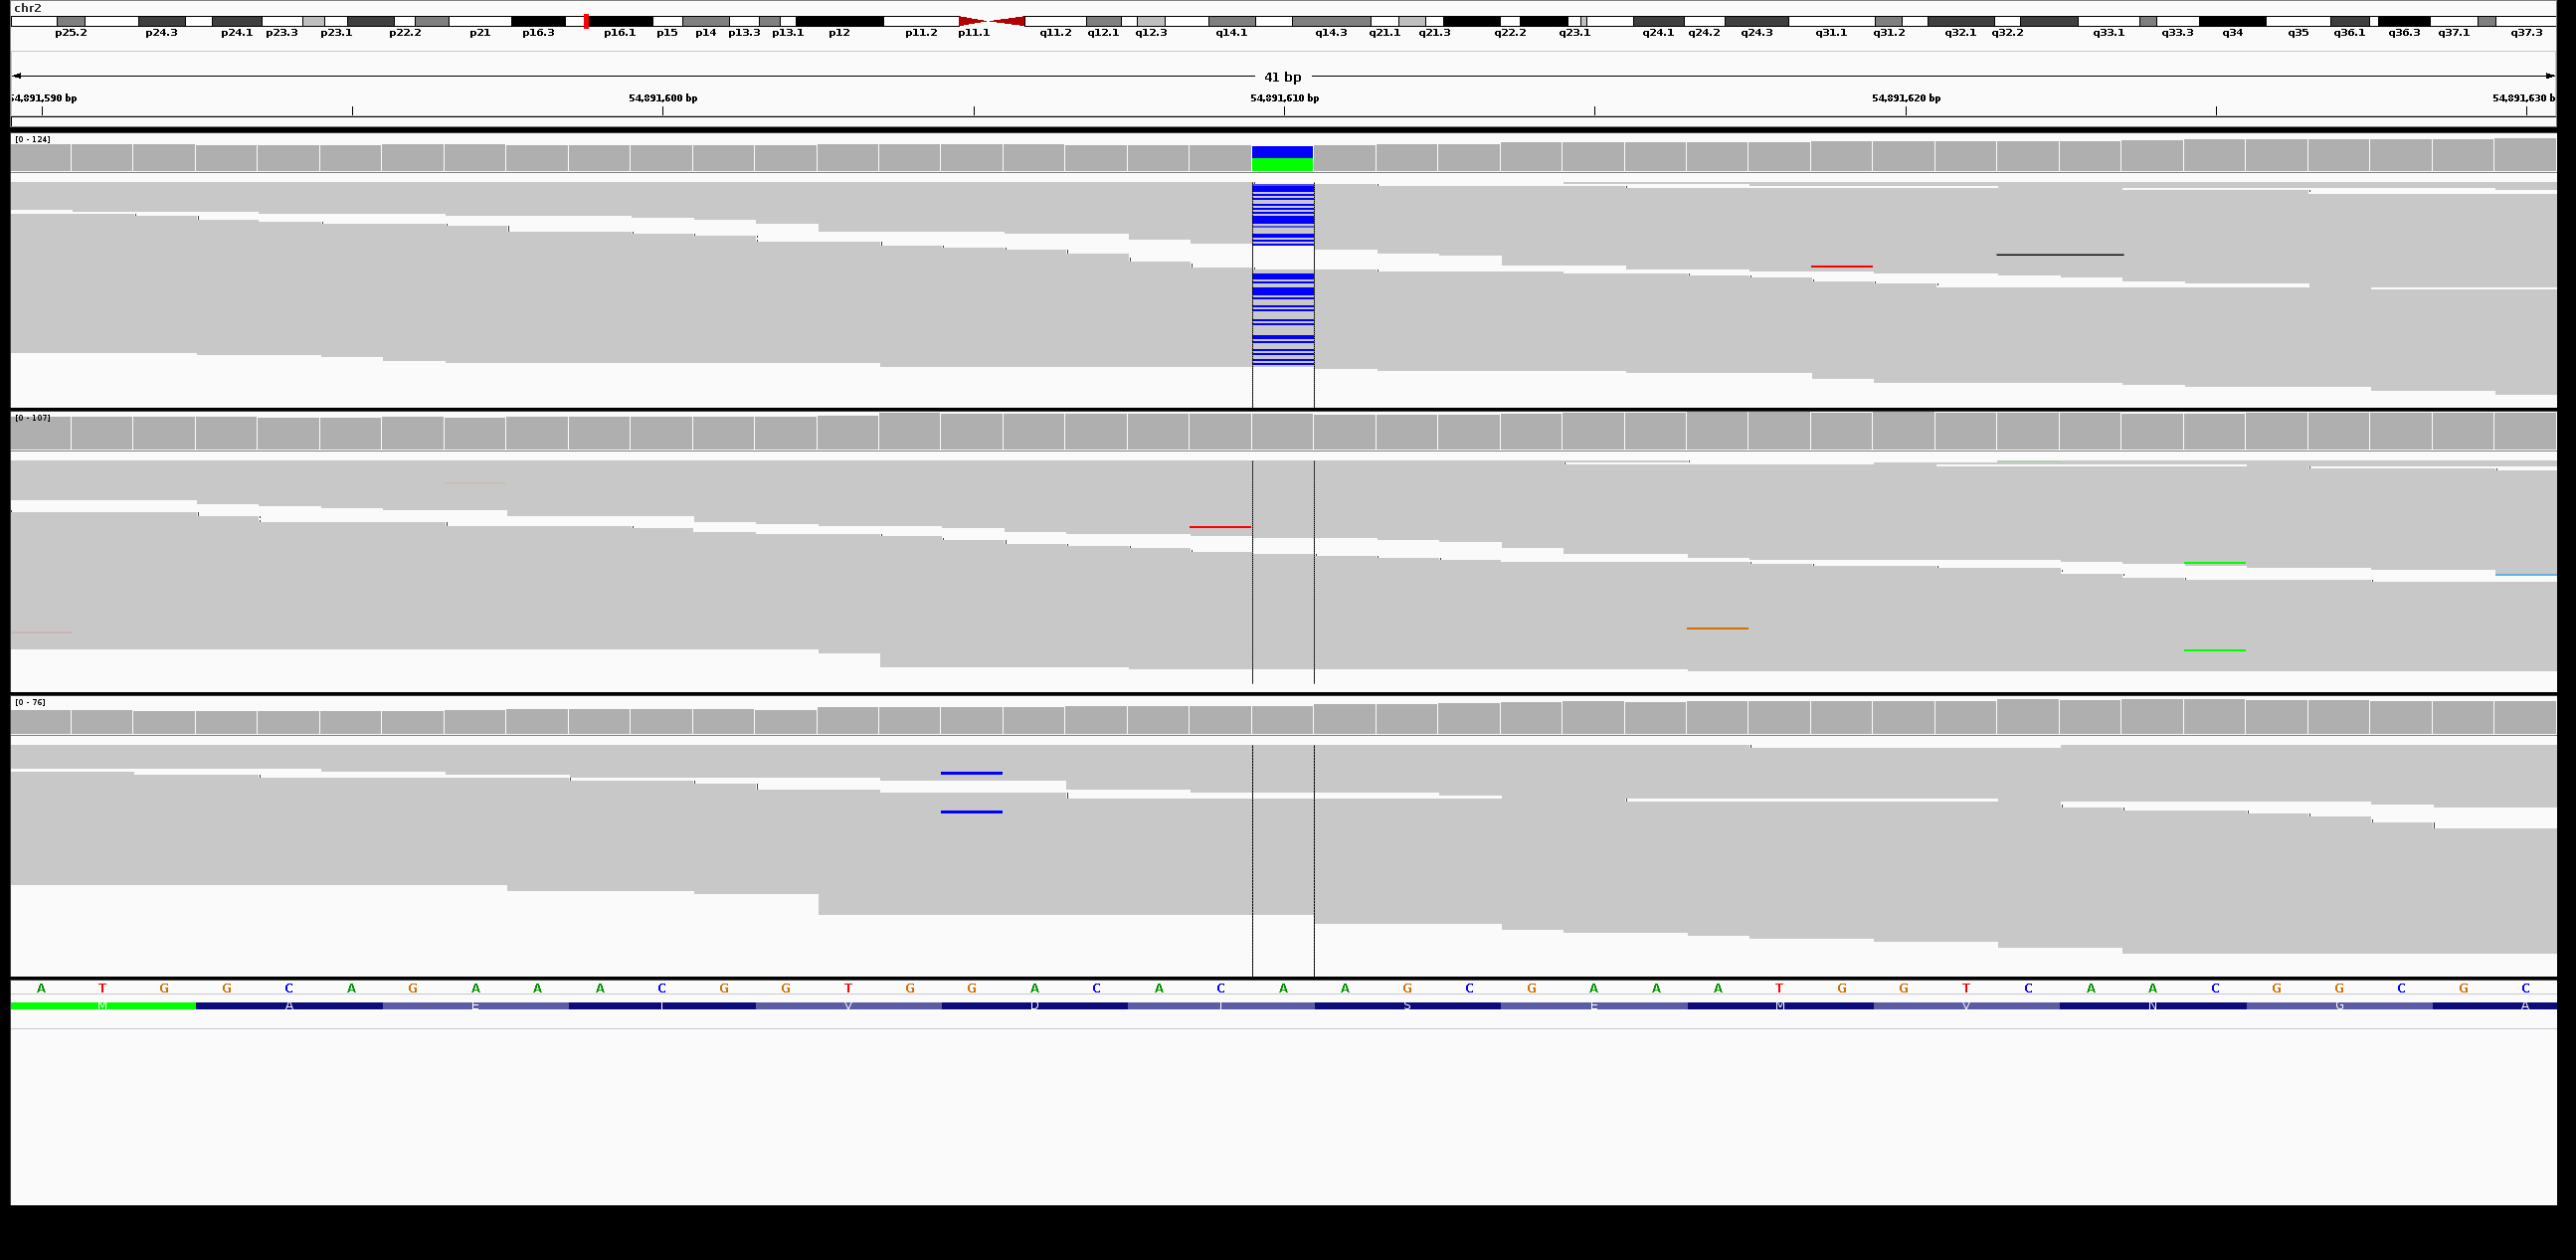 chr2
p25.2 p24.3 p24.1 p23.3 p23.1 p22.2 p21 p16.3 p16.1 p15 p14 p13.3 p13.1 p12 p11.2 p11.1 q11.2 q12.1 q12.3 q14.1 q14.3 q21.1 q21.3 q22.2 q23.1 q24.1 q24.2 q24.3 q31.1 q31.2 q32.1 q32.2 q33.1 q33.3 q34 q35 q36.1 q36.3 q37.1 q37.3
41 bp
54,891,590 bp 54,891,600 bp 54,891,610 bp 54,891,620 bp 54,891,630 b
[0 - 124]
[0 - 107]
[0 - 76]
A T G G C A G A A A C G G T G G A C A C A A G C G A A A T G G T C A A C G G C G C
M A E T V D T S E M V N G A